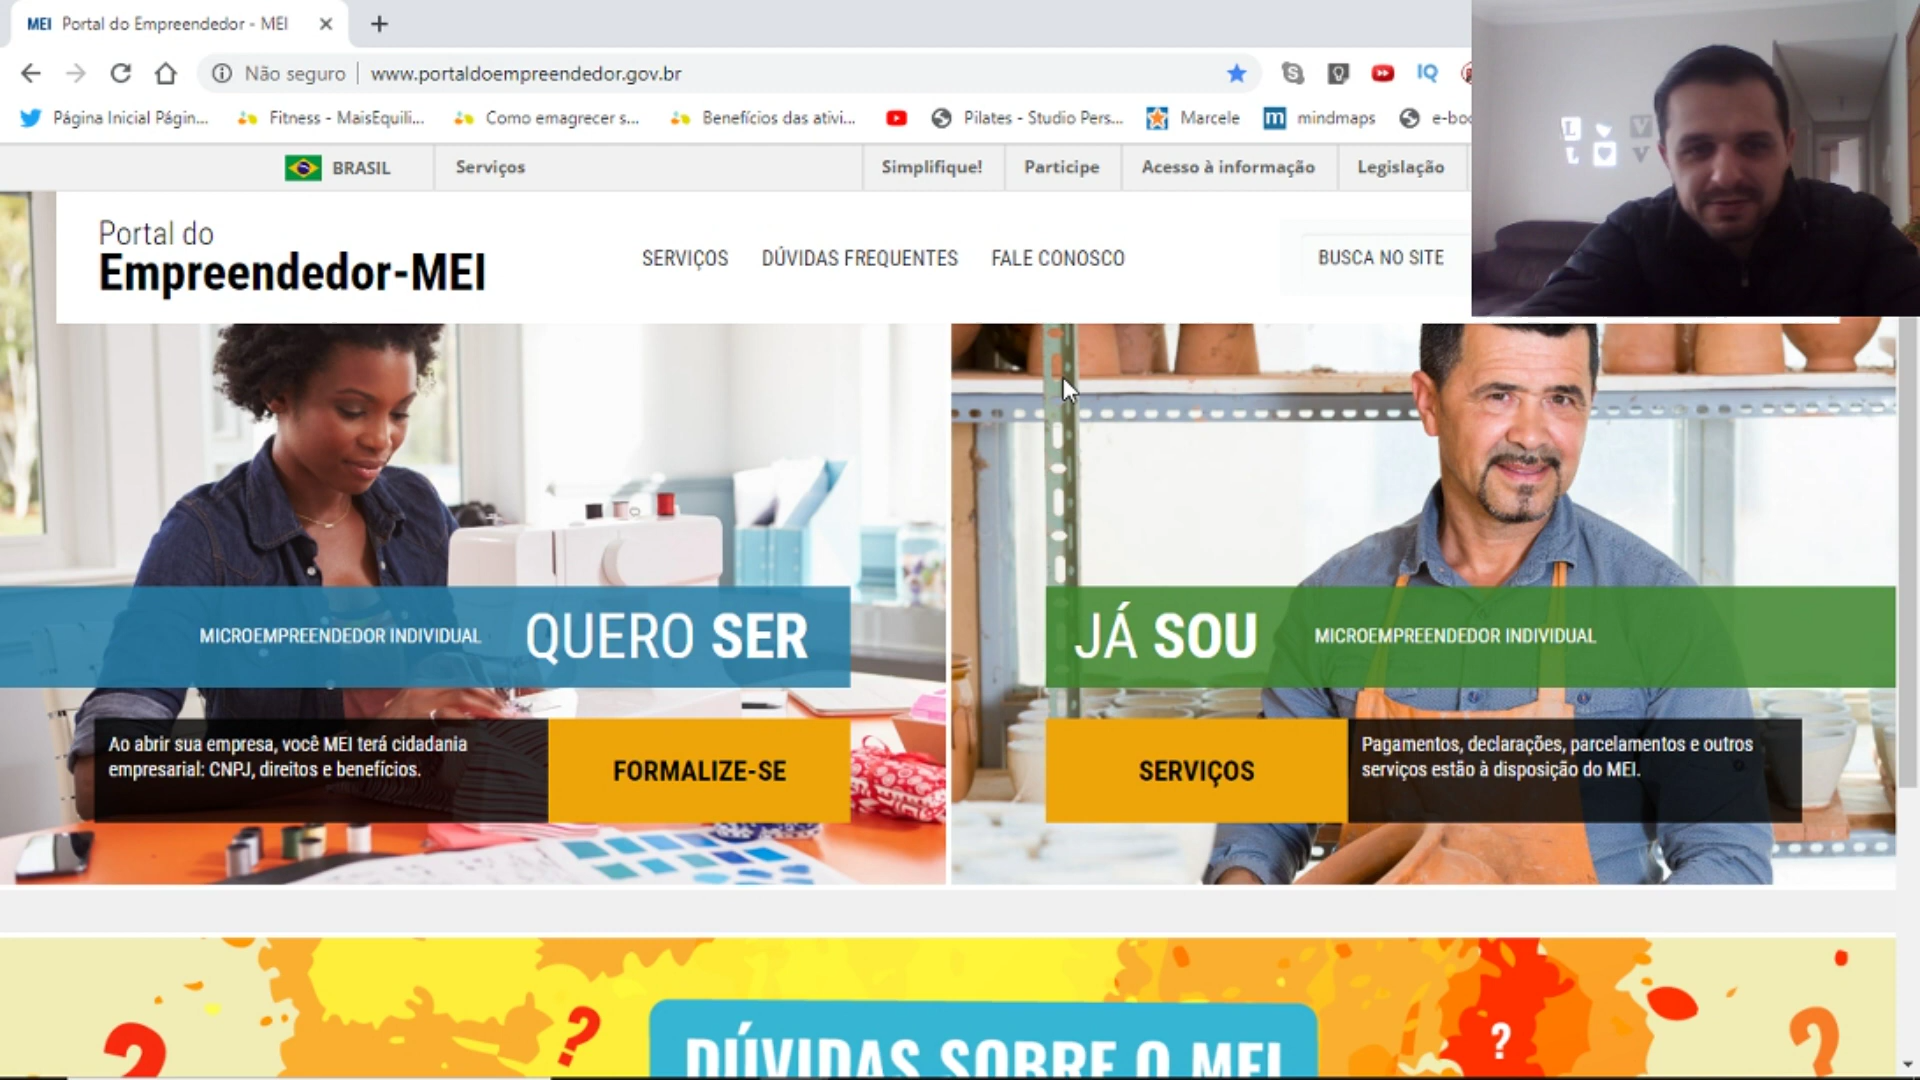 MEI Portal do Empreendedor - MEI
Não seguro www.portaldoempreendedor.gov.br
IQ
Página Inicial Págin...
Fitness - MaisEquili...
Como emagrecer s...
Benefícios das ativi...
Pilates - Studio Pers...
Marcele
m mindmaps
BRASIL
Serviços
Simplifique!
Participe
Acesso à informação
Legislação
Portal do
Empreendedor-MEI
SERVIÇOS
DÚVIDAS FREQUENTES
FALE CONOSCO
BUSCA NO SITE
MICROEMPREENDEDOR INDIVIDUAL
QUERO SER
JÁ SOU
MICROEMPREENDEDOR INDIVIDUAL
Ao abrir sua empresa, você MEI terá cidadania
empresarial: CNPJ, direitos e benefícios.
FORMALIZE-SE
SERVIÇOS
Pagamentos, declarações, parcelamentos e outros
serviços estão à disposição do MEI.
? ? ? ?
DÚVIDAS SOBRE O MEI